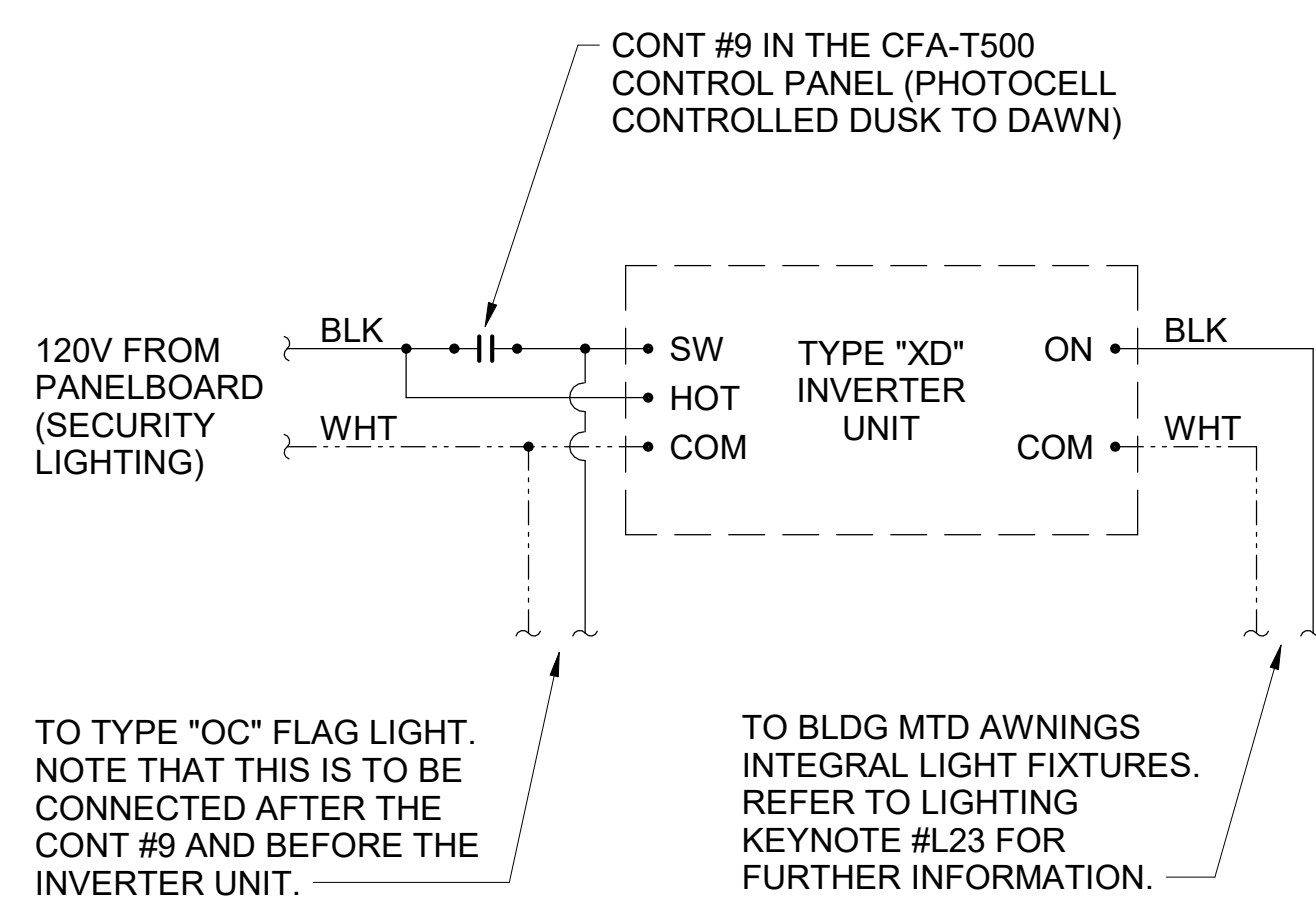 CONT #9 IN THE CFA-T500
CONTROL PANEL (PHOTOCELL
CONTROLLED DUSK TO DAWN)
120V FROM
PANELBOARD
(SECURITY
LIGHTING)
BLK
WHT
SW
HOT
COM
TYPE "XD"
INVERTER
UNIT
ON
COM
BLK
WHT
TO TYPE "OC" FLAG LIGHT.
NOTE THAT THIS IS TO BE
CONNECTED AFTER THE
CONT #9 AND BEFORE THE
INVERTER UNIT.
TO BLDG MTD AWNINGS
INTEGRAL LIGHT FIXTURES.
REFER TO LIGHTING
KEYNOTE #L23 FOR
FURTHER INFORMATION.